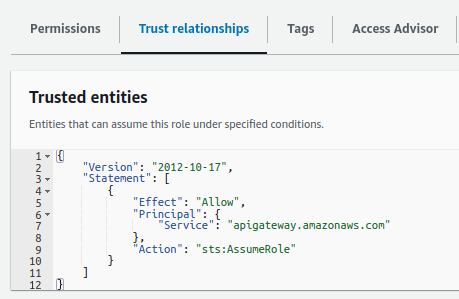 Permissions Trust relationships Tags Access Advisor
Trusted entities
Entities that can assume this role under specified conditions.
1 {
2 "Version": "2012-10-17",
3 "Statement": [
4 {
5 "Effect": "Allow",
6 "Principal": {
7 "Service": "apigateway.amazonaws.com"
8 },
9 "Action": "sts:AssumeRole"
10 }
11 ]
12 }